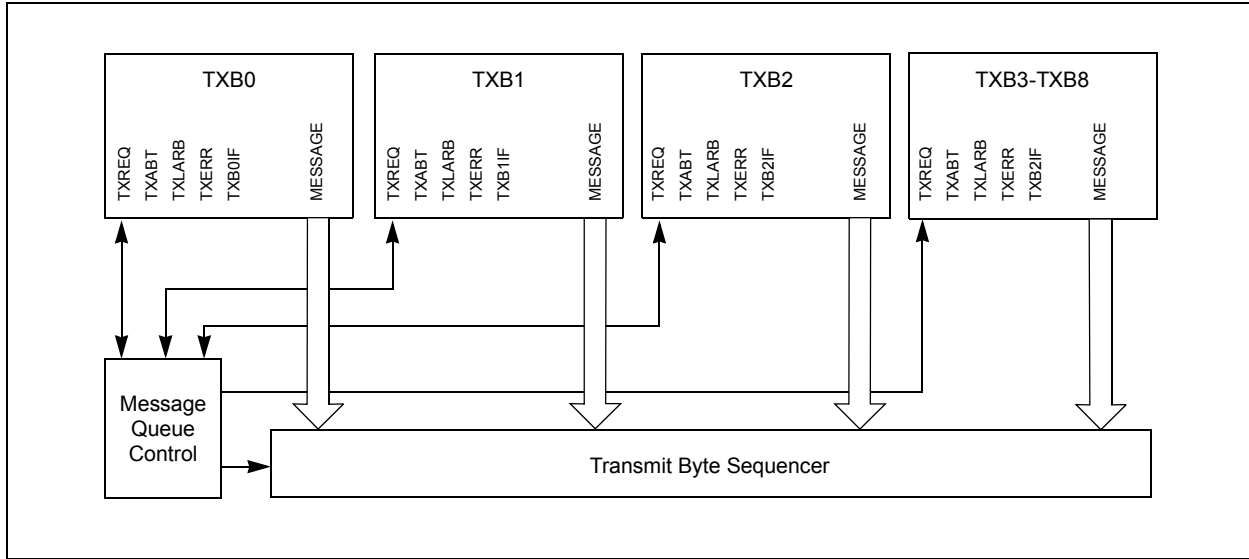 TXB0
TXREQ
TXABT
TXLARB
TXERR
TXB0IF
MESSAGE
TXB1
TXREQ
TXABT
TXLARB
TXERR
TXB1IF
MESSAGE
TXB2
TXREQ
TXABT
TXLARB
TXERR
TXB2IF
MESSAGE
TXB3-TXB8
TXREQ
TXABT
TXLARB
TXERR
TXB2IF
MESSAGE
Message
Queue
Control
Transmit Byte Sequencer